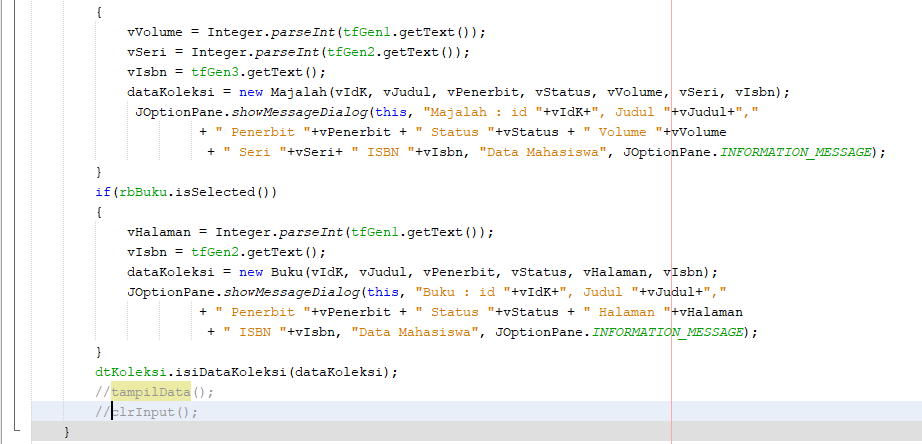 {
vVolume = Integer.parseInt(tfGen1.getText());
vSeri = Integer.parseInt(tfGen2.getText());
vIsbn = tfGen3.getText();
dataKoleksi = new Majalah(vIdK, vJudul, vPenerbit, vStatus, vVolume, vSeri, vIsbn);
JOptionPane.showMessageDialog(this, "Majalah : id "+vIdK+", Judul "+vJudul+","
+ " Penerbit "+vPenerbit + " Status "+vStatus + " Volume "+vVolume
+ " Seri "+vSeri+ " ISBN "+vIsbn, "Data Mahasiswa", JOptionPane.INFORMATION_MESSAGE);
}
if(rbBuku.isSelected())
{
vHalaman = Integer.parseInt(tfGen1.getText());
vIsbn = tfGen2.getText();
dataKoleksi = new Buku(vIdK, vJudul, vPenerbit, vStatus, vHalaman, vIsbn);
JOptionPane.showMessageDialog(this, "Buku : id "+vIdK+", Judul "+vJudul+","
+ " Penerbit "+vPenerbit + " Status "+vStatus + " Halaman "+vHalaman
+ " ISBN "+vIsbn, "Data Mahasiswa", JOptionPane.INFORMATION_MESSAGE);
}
dtKoleksi.isiDataKoleksi(dataKoleksi);
//tampilData();
//clrInput();
}